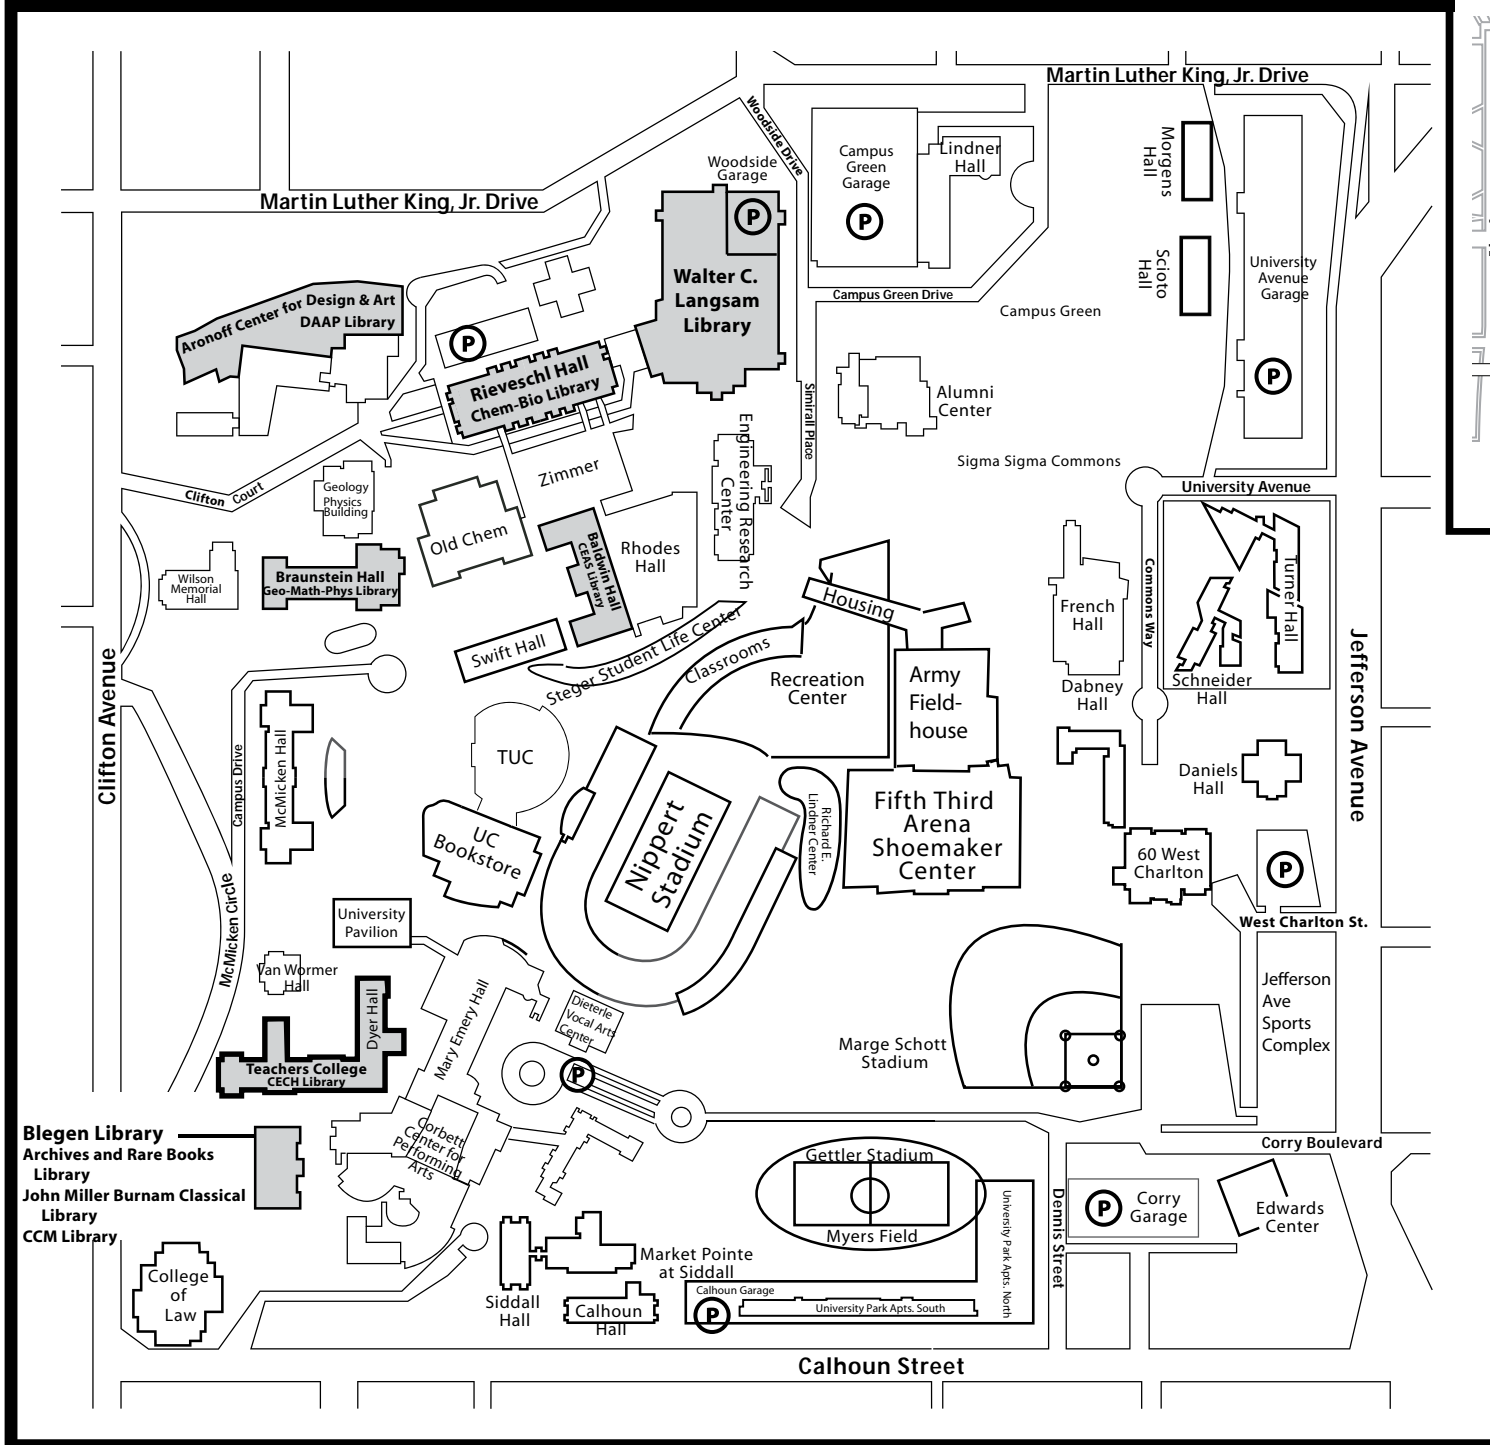 Martin Luther King, Jr. Drive
Woodside Drive
Woodside
Garage
P
Campus
Green
Garage
P
Lindner
Hall
Morgens
Hall
Martin Luther King, Jr. Drive
Walter C.
Langsam
Library
Scioto
Hall
University
Avenue
Garage
P
Campus Green Drive
Campus Green
Aronoff Center for Design & Art
DAAP Library
P
Rieveschl Hall
Chem-Bio Library
Simirall Place
Alumni
Center
Engineering Research
Center
Sigma Sigma Commons
Zimmer
Clifton Court
Geology
Physics
Building
University Avenue
Old Chem
Baldwin Hall
CEAS Library
Rhodes
Hall
Wilson
Memorial
Hall
Braunstein Hall
Geo-Math-Phys Library
Housing
French
Hall
Commons Way
Turner Hall
Swift Hall
Steger Student Life Center
Classrooms
Recreation
Center
Army
Field-
house
Dabney
Hall
Schneider
Hall
Clifton Avenue
Jefferson Avenue
Campus Drive
McMicken Hall
TUC
Daniels
Hall
UC
Bookstore
Nippert
Stadium
Richard E.
Lindner Center
Fifth Third
Arena
Shoemaker
Center
60 West
Charlton
P
McMicken Circle
University
Pavilion
West Charlton St.
Van Wormer
Hall
Dyer Hall
Mary Emery Hall
Dieterle
Vocal Arts
Center
Jefferson
Ave
Sports
Complex
Marge Schott
Stadium
Teachers College
CECH Library
P
Blegen Library
Archives and Rare Books
Library
John Miller Burnam Classical
Library
CCM Library
Corbett
Center for
Performing
Arts
Corry Boulevard
Gettler Stadium
Myers Field
University Park Apts. North
Dennis Street
P
Corry
Garage
Edwards
Center
College
of
Law
Market Pointe
at Siddall
Siddall
Hall
Calhoun
Hall
Calhoun Garage
P
University Park Apts. South
Calhoun Street